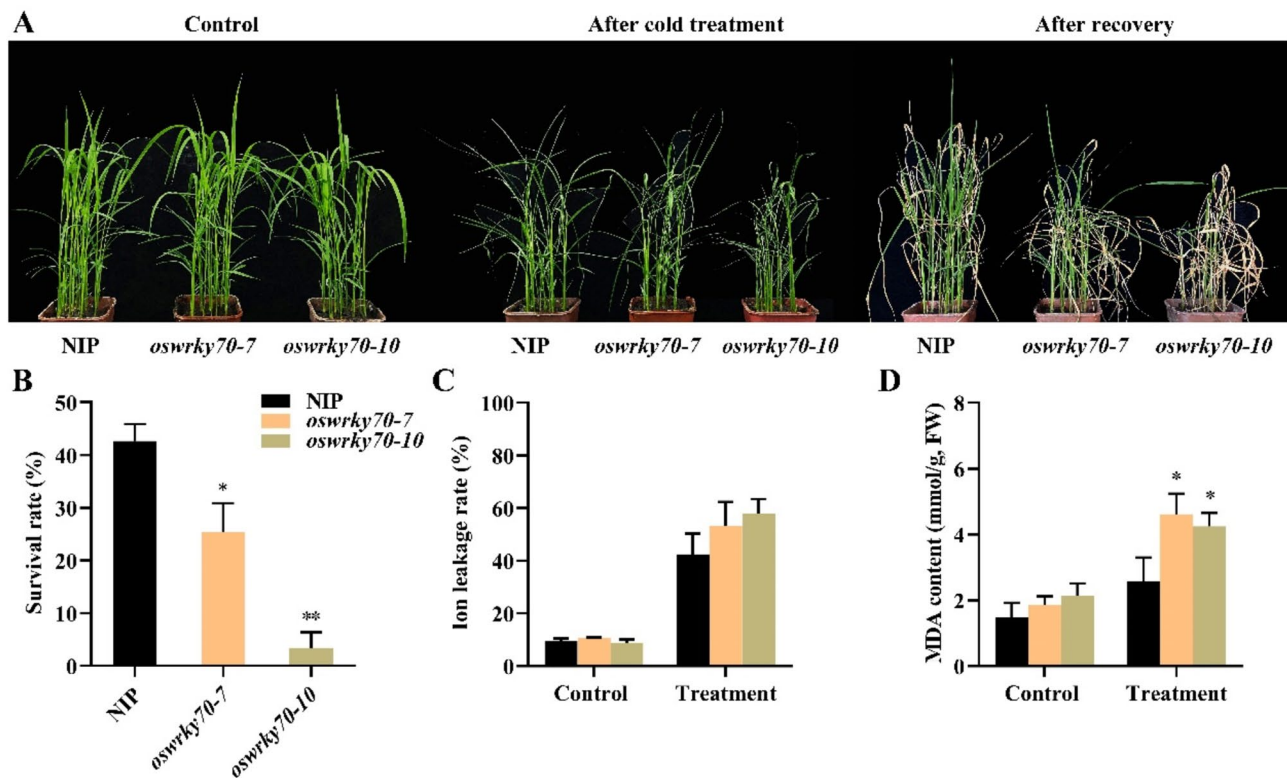 A
Control
After cold treatment
After recovery
NIP
oswrky70-7
oswrky70-10
NIP
oswrky70-7
oswrky70-10
NIP
oswrky70-7
oswrky70-10
B
Survival rate (%)
50
40
30
20
10
0
*
**
NIP
oswrky70-7
oswrky70-10
NIP
oswrky70-7
oswrky70-10
C
Ion leakage rate (%)
100
80
60
40
20
0
Control
Treatment
D
MDA content (mmol/g, FW)
8
6
4
2
0
*
*
Control
Treatment